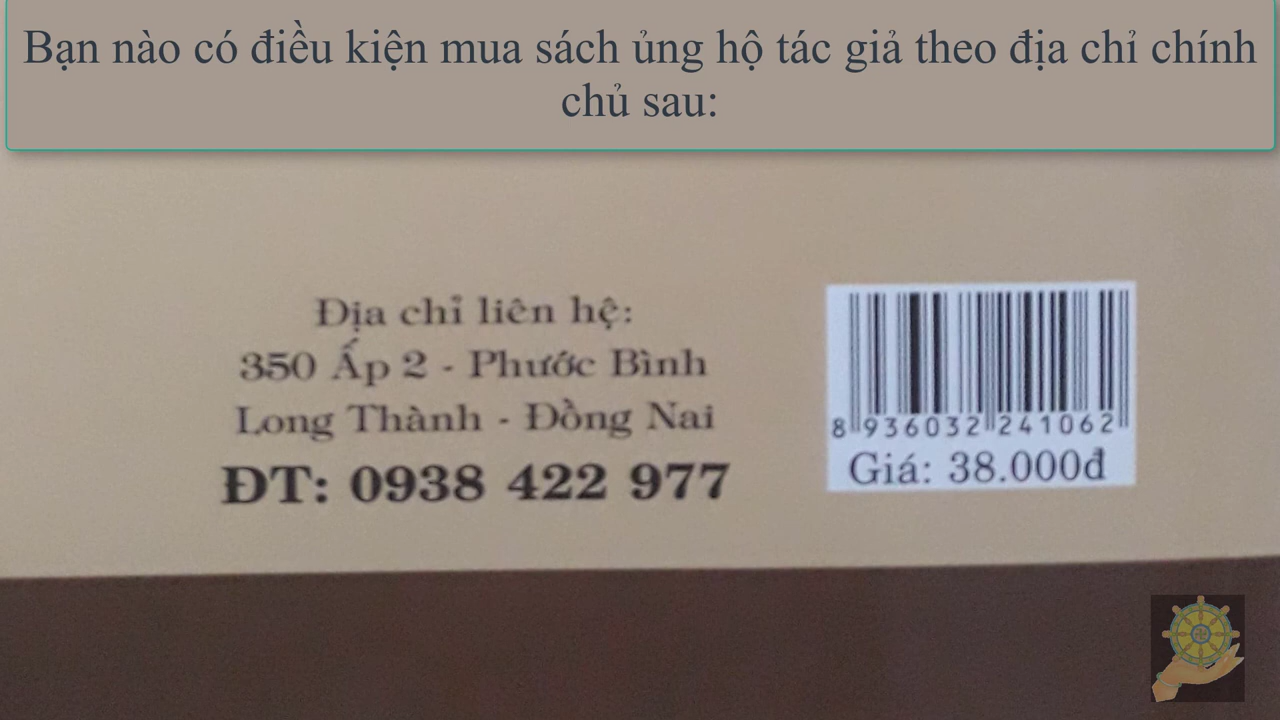 Bạn nào có điều kiện mua sách ủng hộ tác giả theo địa chỉ chính
chủ sau:
Địa chỉ liên hệ:
350 Ấp 2 - Phước Bình
Long Thành - Đồng Nai
ĐT: 0938 422 977
8 936032 241062
Giá: 38.000đ